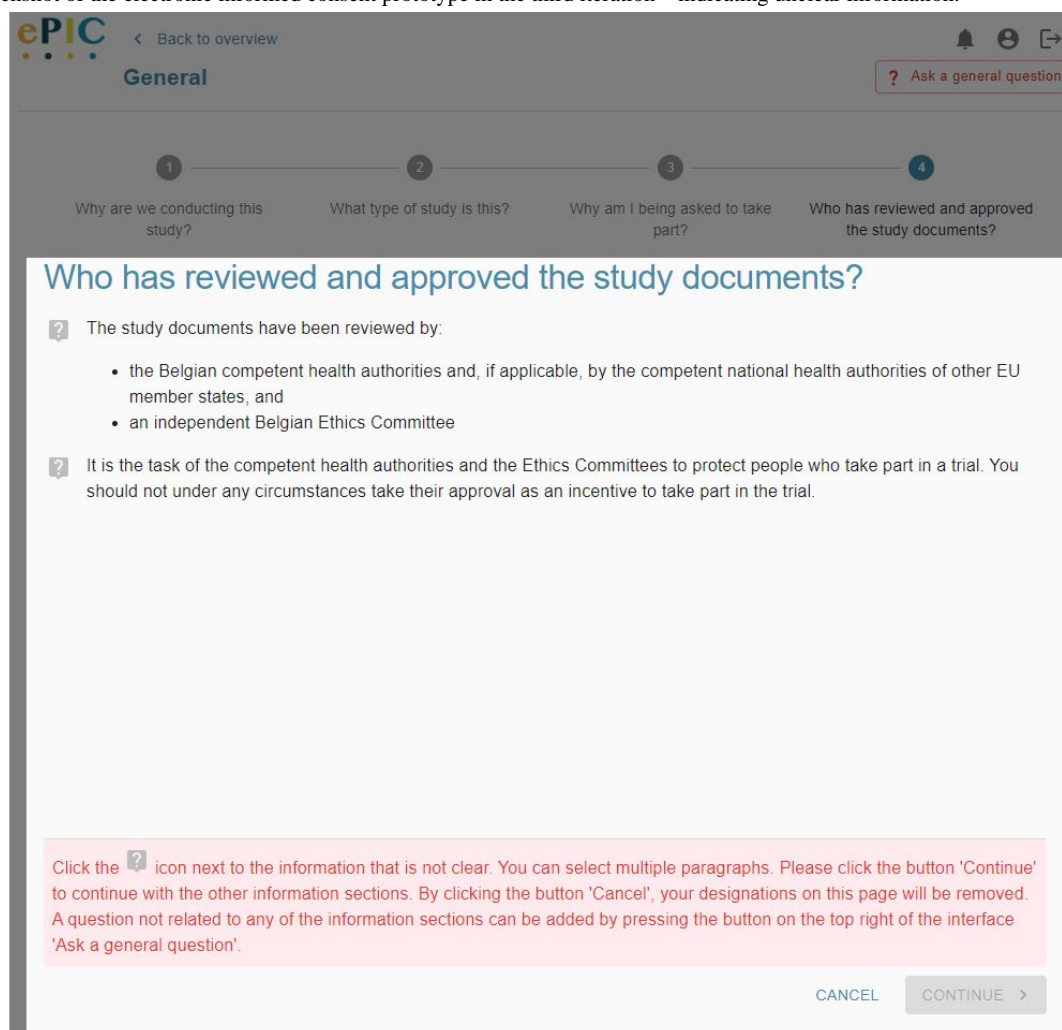 nshot of the electronic informed consent prototype in the third iteration – indicating unclear information.
ePIC
Back to overview
General
? Ask a general question
1
2
3
4
Why are we conducting this
study?
What type of study is this?
Why am I being asked to take
part?
Who has reviewed and approved
the study documents?
Who has reviewed and approved the study documents?
The study documents have been reviewed by:
• the Belgian competent health authorities and, if applicable, by the competent national health authorities of other EU
member states, and
• an independent Belgian Ethics Committee
It is the task of the competent health authorities and the Ethics Committees to protect people who take part in a trial. You
should not under any circumstances take their approval as an incentive to take part in the trial.
Click the ? icon next to the information that is not clear. You can select multiple paragraphs. Please click the button 'Continue'
to continue with the other information sections. By clicking the button 'Cancel', your designations on this page will be removed.
A question not related to any of the information sections can be added by pressing the button on the top right of the interface
'Ask a general question'.
CANCEL
CONTINUE >